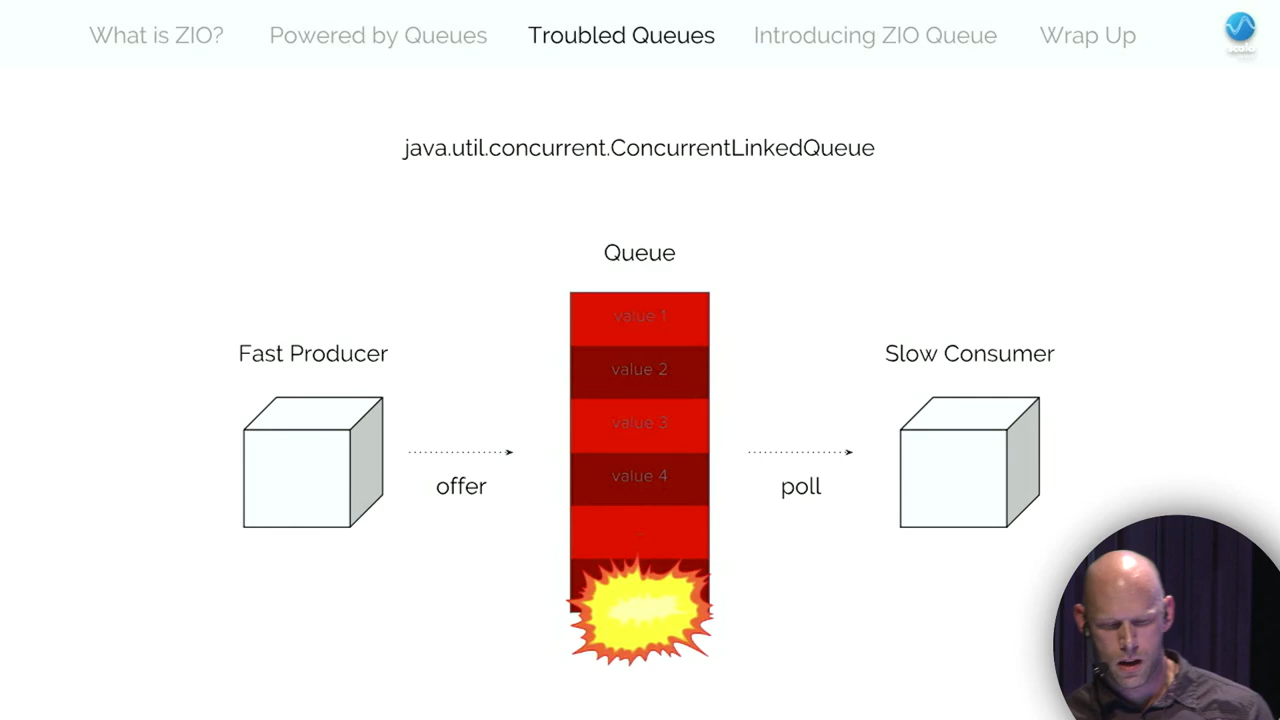 What is ZIO? Powered by Queues Troubled Queues Introducing ZIO Queue Wrap Up
java.util.concurrent.ConcurrentLinkedQueue
Queue
value 1
value 2
value 3
value 4
Fast Producer
offer
Slow Consumer
poll